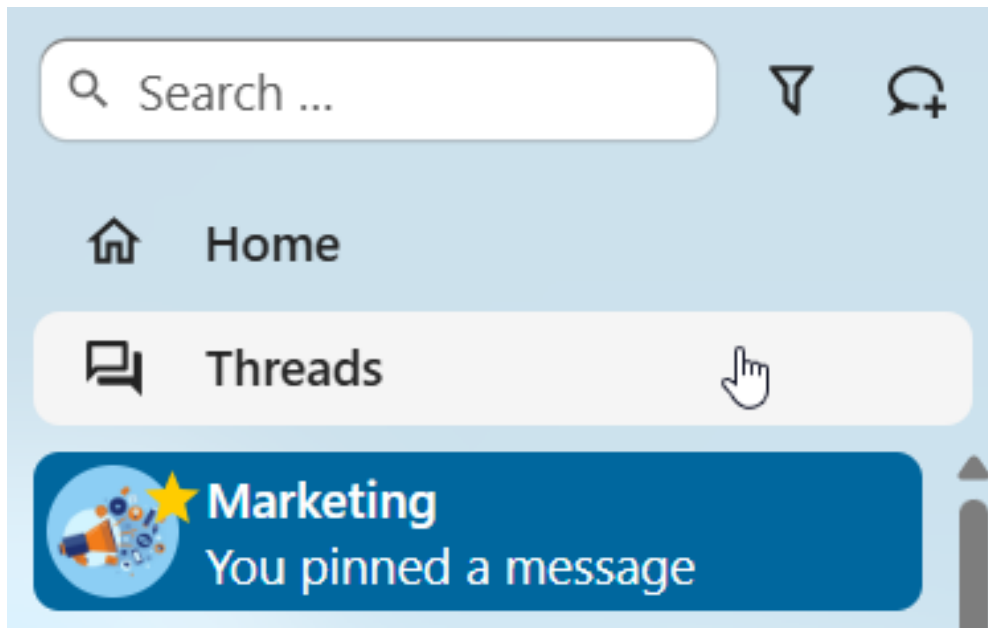 Search ...
Home
Threads
Marketing
You pinned a message